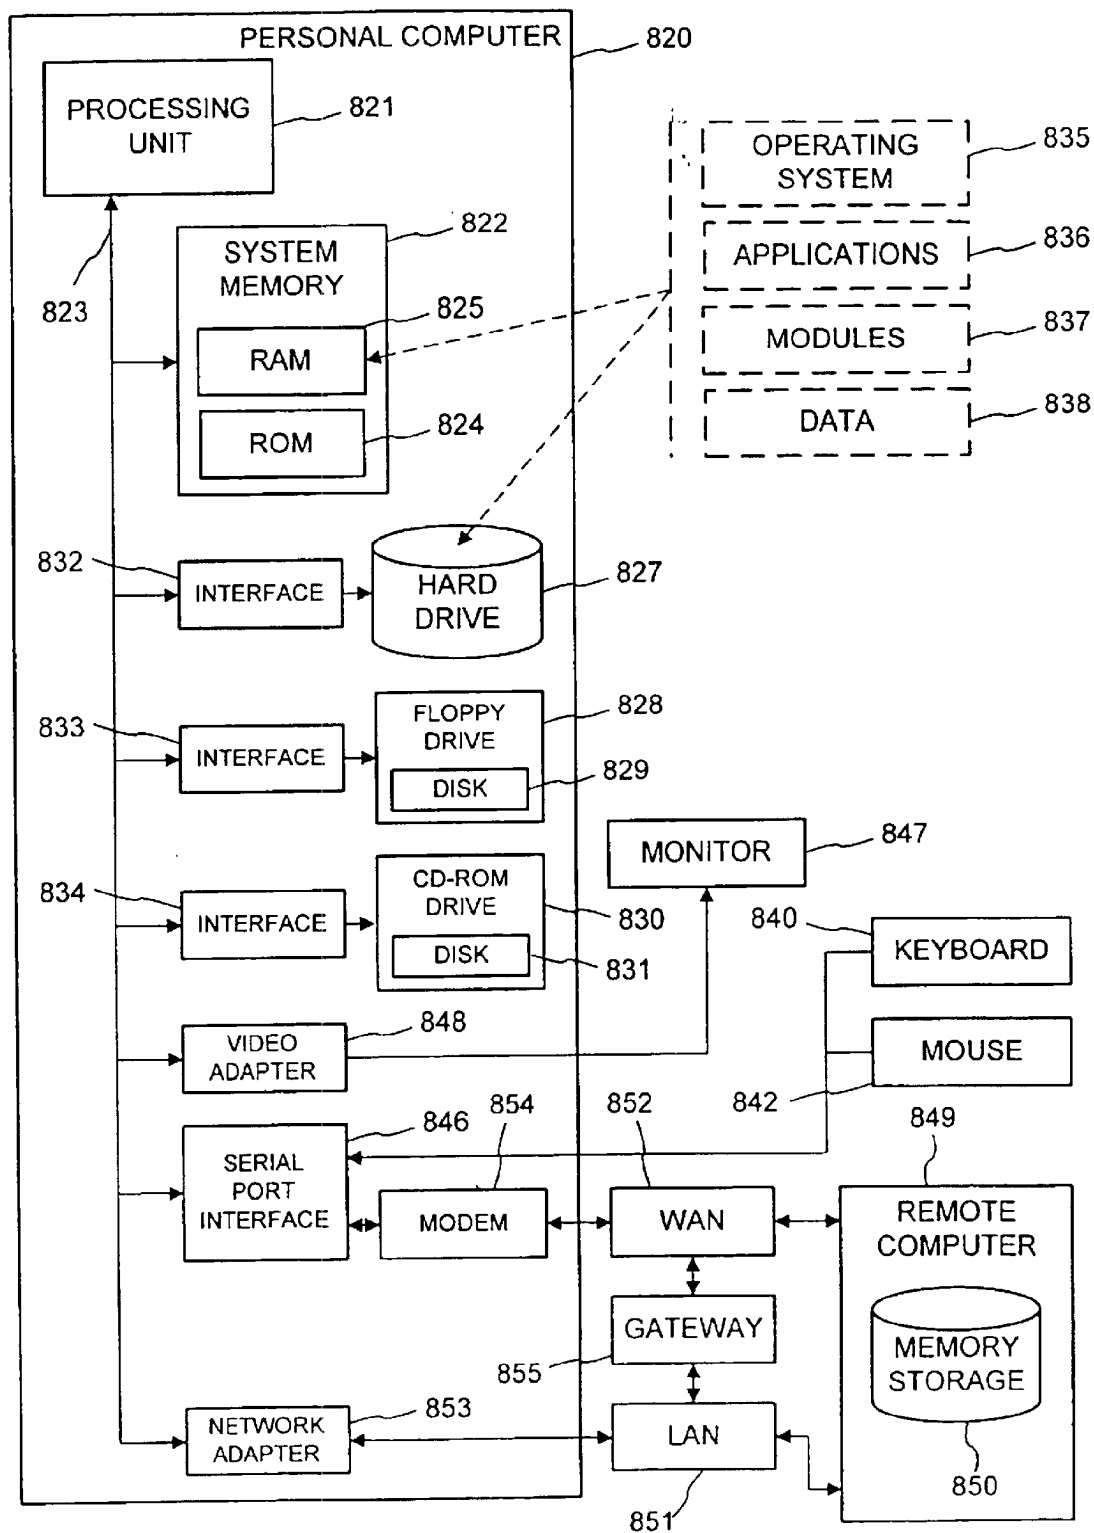 PERSONAL COMPUTER
820
PROCESSING
UNIT
821
823
SYSTEM
MEMORY
822
825
RAM
824
ROM
OPERATING
SYSTEM
835
APPLICATIONS
836
MODULES
837
DATA
838
832
INTERFACE
HARD
DRIVE
827
833
INTERFACE
FLOPPY
DRIVE
828
DISK
829
834
INTERFACE
CD-ROM
DRIVE
830
DISK
831
MONITOR
847
840
KEYBOARD
MOUSE
842
VIDEO
ADAPTER
848
846
SERIAL
PORT
INTERFACE
854
MODEM
852
WAN
849
REMOTE
COMPUTER
MEMORY
STORAGE
850
GATEWAY
855
NETWORK
ADAPTER
853
LAN
851